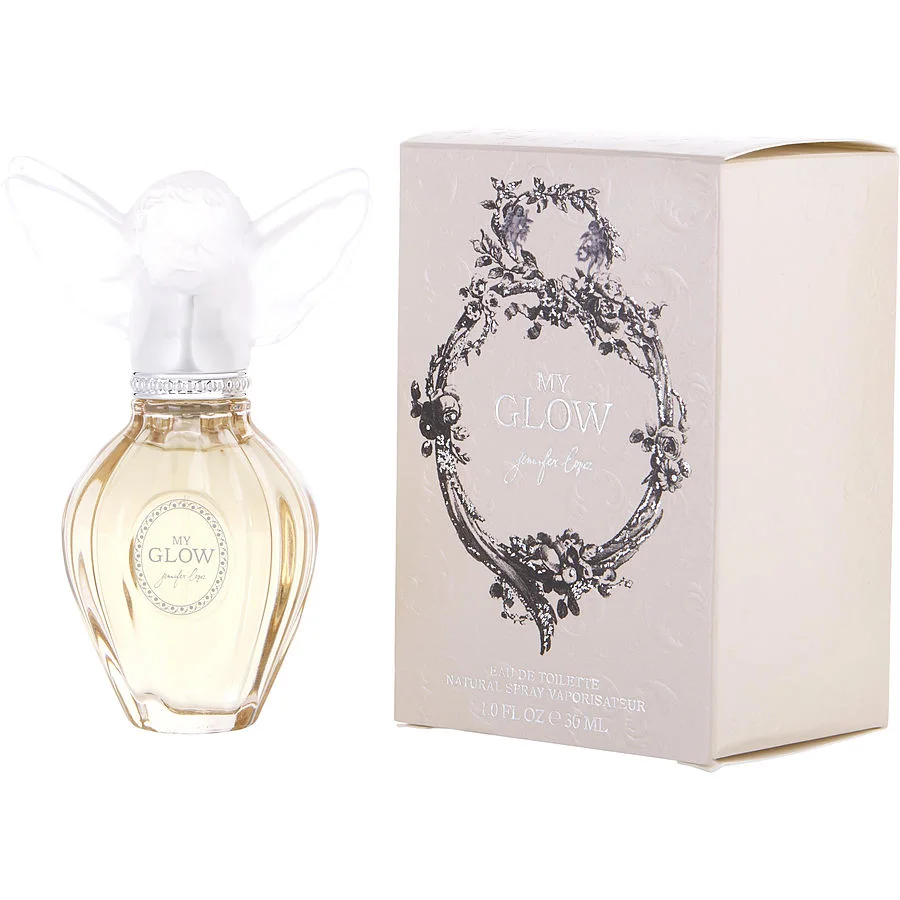 MY
GLOW
jennifer lopez
MY
GLOW
jennifer lopez
EAU DE TOILETTE
NATURAL SPRAY VAPORISATEUR
1.0 FL OZ ℮ 30 ML